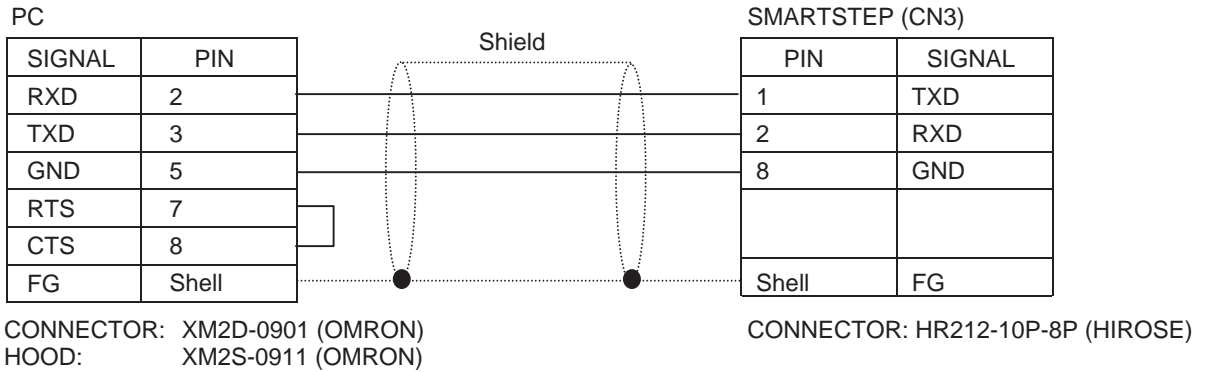 PC
SMARTSTEP (CN3)
Shield
SIGNAL PIN
PIN SIGNAL
RXD 2
1 TXD
TXD 3
2 RXD
GND 5
8 GND
RTS 7
CTS 8
FG Shell
Shell FG
CONNECTOR: XM2D-0901 (OMRON)
CONNECTOR: HR212-10P-8P (HIROSE)
HOOD: XM2S-0911 (OMRON)